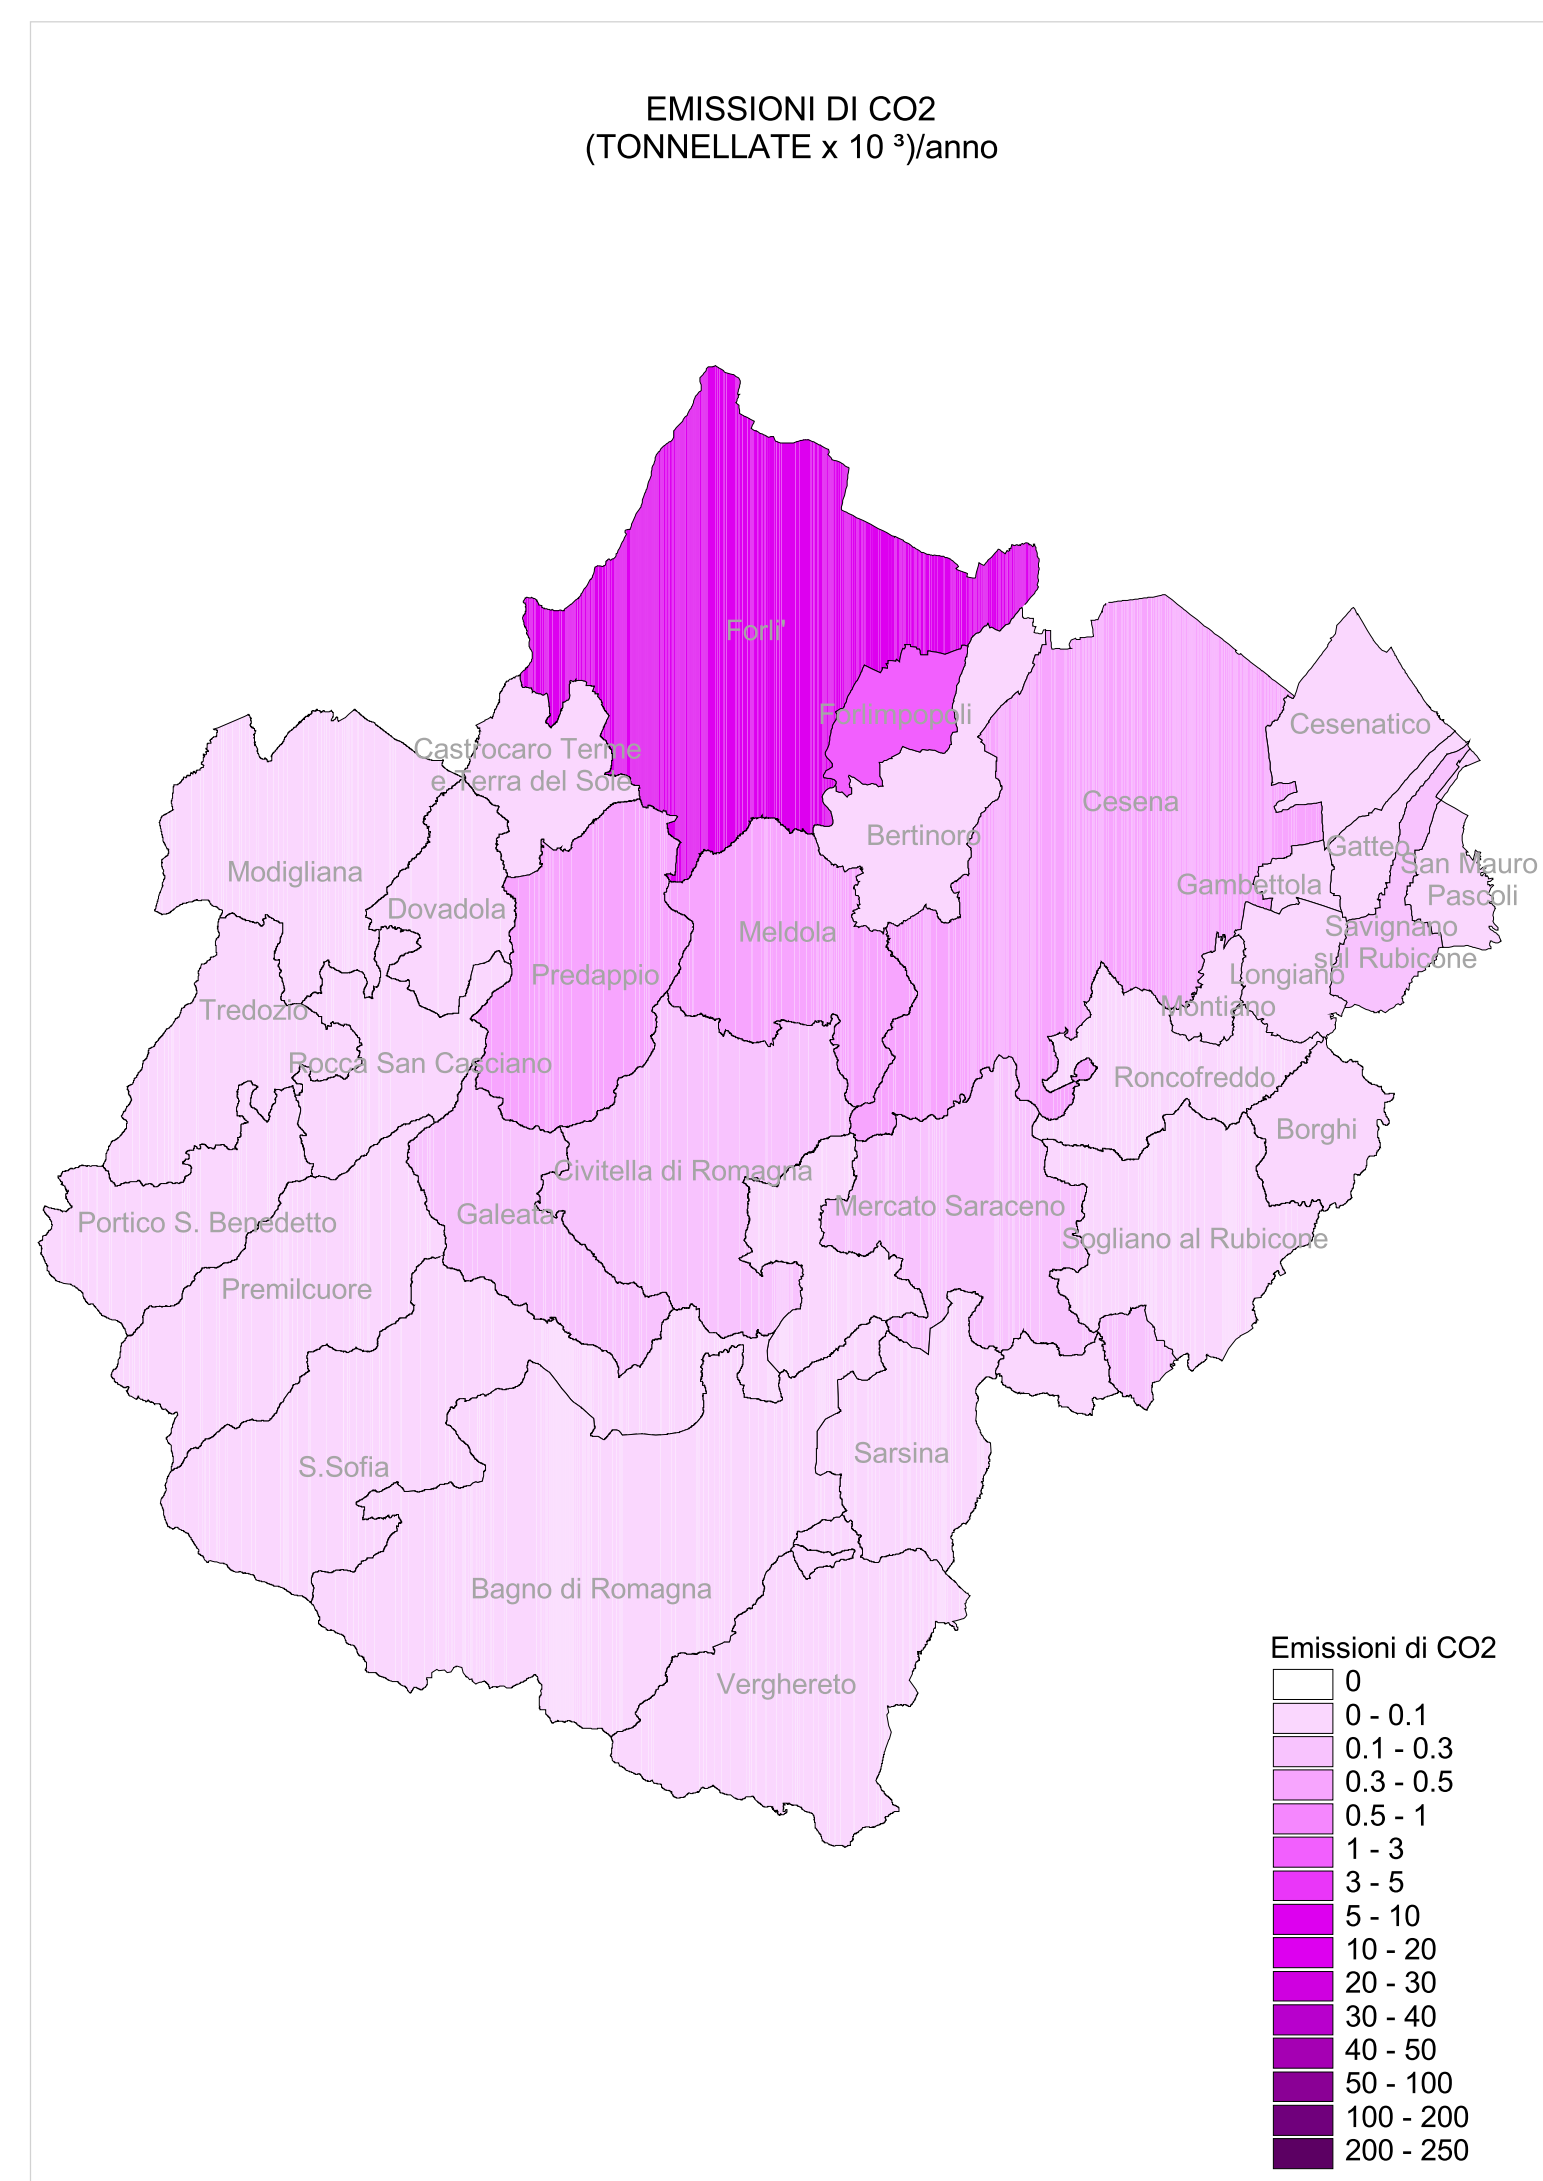 EMISSIONI DI CO2
(TONNELLATE x 10 ³)/anno
Forli'
Forlimpopoli
Cesenatico
Castrocaro Terme
e Terra del Sole
Cesena
Bertinoro
Gatteo
San Mauro
Pascoli
Modigliana
Gambettola
Dovadola
Meldola
Savignano
sul Rubicone
Predappio
Longiano
Tredozio
Montiano
Rocca San Casciano
Roncofreddo
Borghi
Civitella di Romagna
Mercato Saraceno
Galeata
Portico S. Benedetto
Sogliano al Rubicone
Premilcuore
Sarsina
S.Sofia
Bagno di Romagna
Verghereto
Emissioni di CO2
0
0 - 0.1
0.1 - 0.3
0.3 - 0.5
0.5 - 1
1 - 3
3 - 5
5 - 10
10 - 20
20 - 30
30 - 40
40 - 50
50 - 100
100 - 200
200 - 250